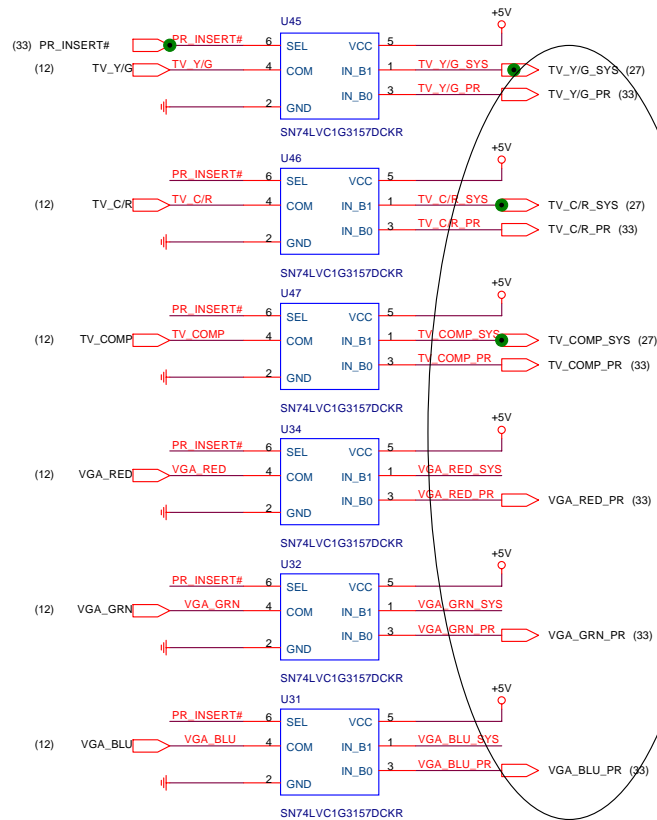 U45
+5V
(33) PR_INSERT# PR_INSERT# 6 SEL VCC 5
(12) TV_Y/G TV_Y/G 4 COM IN_B1 1 TV_Y/G_SYS TV_Y/G_SYS (27)
IN_B0 3 TV_Y/G_PR TV_Y/G_PR (33)
2 GND
SN74LVC1G3157DCKR
U46
+5V
PR_INSERT# 6 SEL VCC 5
(12) TV_C/R TV_C/R 4 COM IN_B1 1 TV_C/R_SYS TV_C/R_SYS (27)
IN_B0 3 TV_C/R_PR TV_C/R_PR (33)
2 GND
SN74LVC1G3157DCKR
U47
+5V
PR_INSERT# 6 SEL VCC 5
(12) TV_COMP TV_COMP 4 COM IN_B1 1 TV_COMP_SYS TV_COMP_SYS (27)
IN_B0 3 TV_COMP_PR TV_COMP_PR (33)
2 GND
SN74LVC1G3157DCKR
U34
+5V
PR_INSERT# 6 SEL VCC 5
(12) VGA_RED VGA_RED 4 COM IN_B1 1 VGA_RED_SYS
IN_B0 3 VGA_RED_PR VGA_RED_PR (33)
2 GND
SN74LVC1G3157DCKR
U32
+5V
PR_INSERT# 6 SEL VCC 5
(12) VGA_GRN VGA_GRN 4 COM IN_B1 1 VGA_GRN_SYS
IN_B0 3 VGA_GRN_PR VGA_GRN_PR (33)
2 GND
SN74LVC1G3157DCKR
U31
+5V
PR_INSERT# 6 SEL VCC 5
(12) VGA_BLU VGA_BLU 4 COM IN_B1 1 VGA_BLU_SYS
IN_B0 3 VGA_BLU_PR VGA_BLU_PR (33)
2 GND
SN74LVC1G3157DCKR